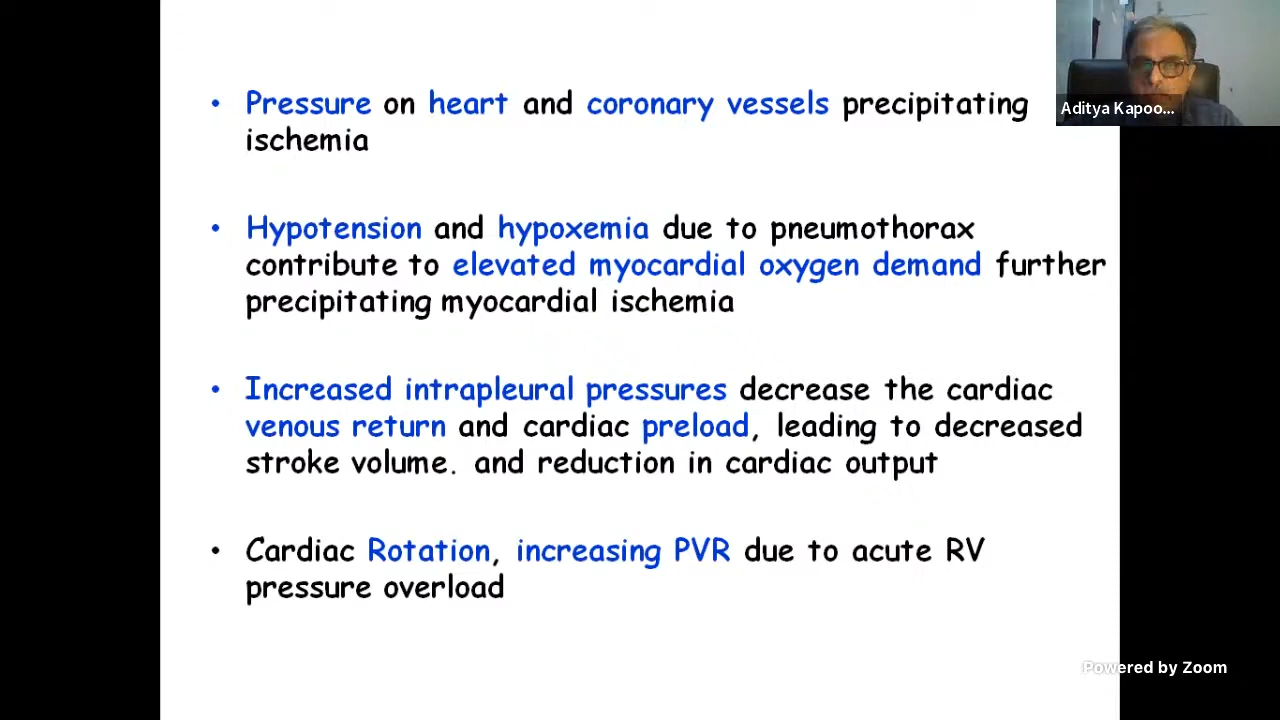 • Pressure on heart and coronary vessels precipitating
ischemia
• Hypotension and hypoxemia due to pneumothorax
contribute to elevated myocardial oxygen demand further
precipitating myocardial ischemia
• Increased intrapleural pressures decrease the cardiac
venous return and cardiac preload, leading to decreased
stroke volume. and reduction in cardiac output
• Cardiac Rotation, increasing PVR due to acute RV
pressure overload
Aditya Kapoo...
Powered by Zoom